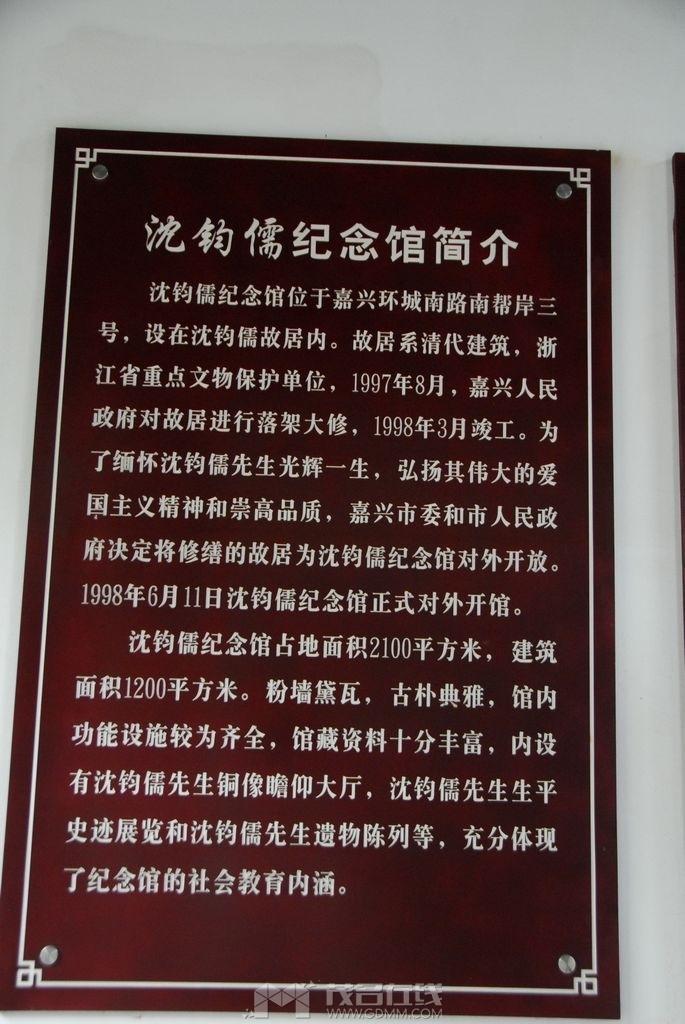 沈钧儒纪念馆简介
沈钧儒纪念馆位于嘉兴环城南路南帮岸三
号，设在沈钧儒故居内。故居系清代建筑，浙
江省重点文物保护单位，1997年8月，嘉兴人民
政府对故居进行落架大修，1998年3月竣工。为
了缅怀沈钧儒先生光辉一生，弘扬其伟大的爱
国主义精神和崇高品质，嘉兴市委和市人民政
府决定将修缮的故居为沈钧儒纪念馆对外开放。
1998年6月11日沈钧儒纪念馆正式对外开馆。
沈钧儒纪念馆占地面积2100平方米，建筑
面积1200平方米。粉墙黛瓦，古朴典雅，馆内
功能设施较为齐全，馆藏资料十分丰富，内设
有沈钧儒先生铜像瞻仰大厅，沈钧儒先生生平
史迹展览和沈钧儒先生遗物陈列等，充分体现
了纪念馆的社会教育内涵。
茂名在线
WWW.GDMM.COM